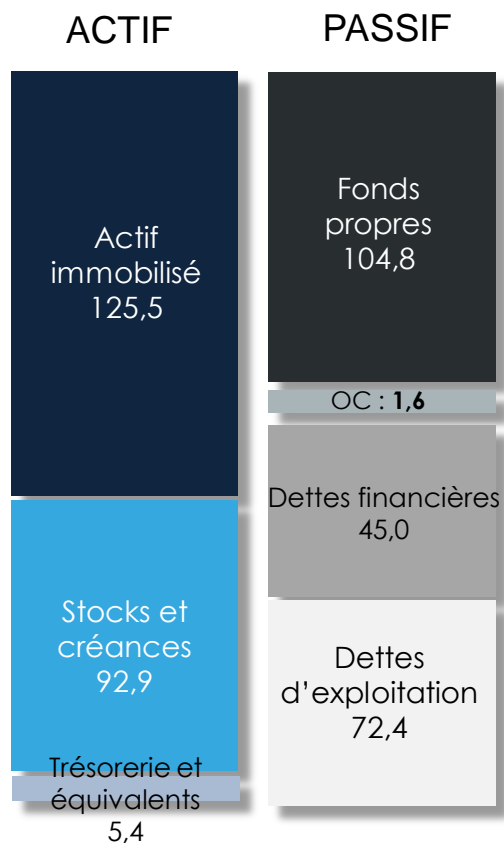 ACTIF
Actif
immobilisé
125,5
Stocks et
créances
92,9
Trésorerie et
équivalents
5,4
PASSIF
Fonds
propres
104,8
OC : 1,6
Dettes financières
45,0
Dettes
d’exploitation
72,4